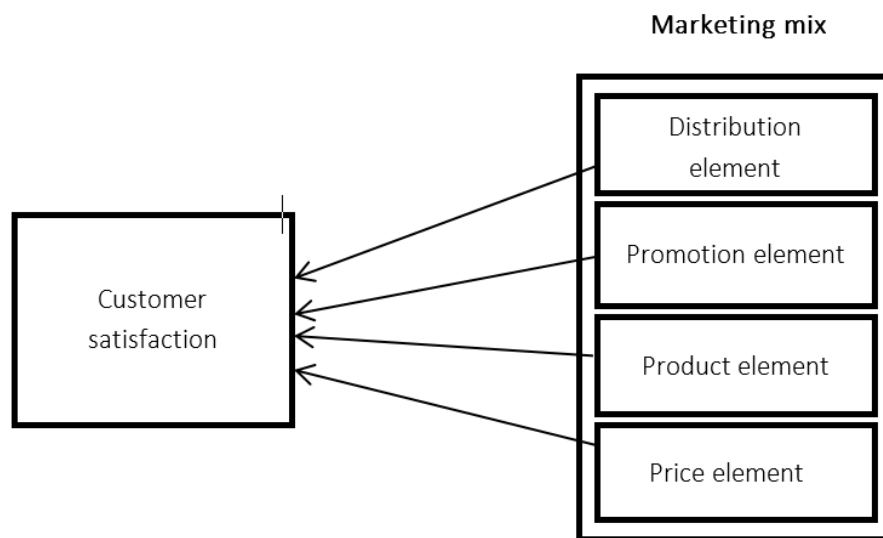 Marketing mix
Distribution
element
Promotion element
Customer
satisfaction
Product element
Price element